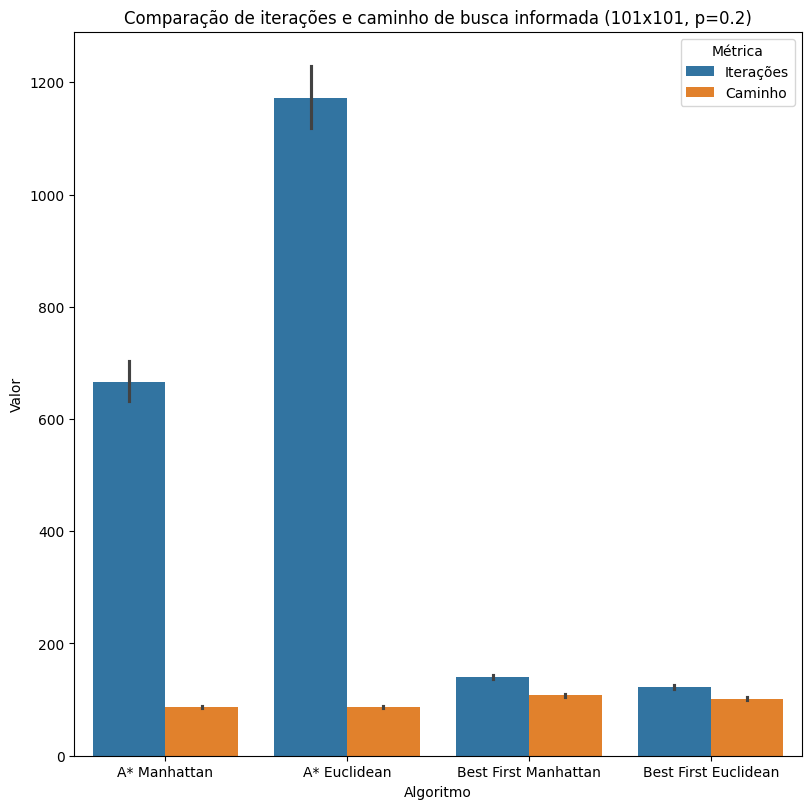 Comparação de iterações e caminho de busca informada (101x101, p=0.2)
Métrica
Iterações
Caminho
1200
1000
800
600
400
200
0
Valor
A* Manhattan
A* Euclidean
Best First Manhattan
Best First Euclidean
Algoritmo